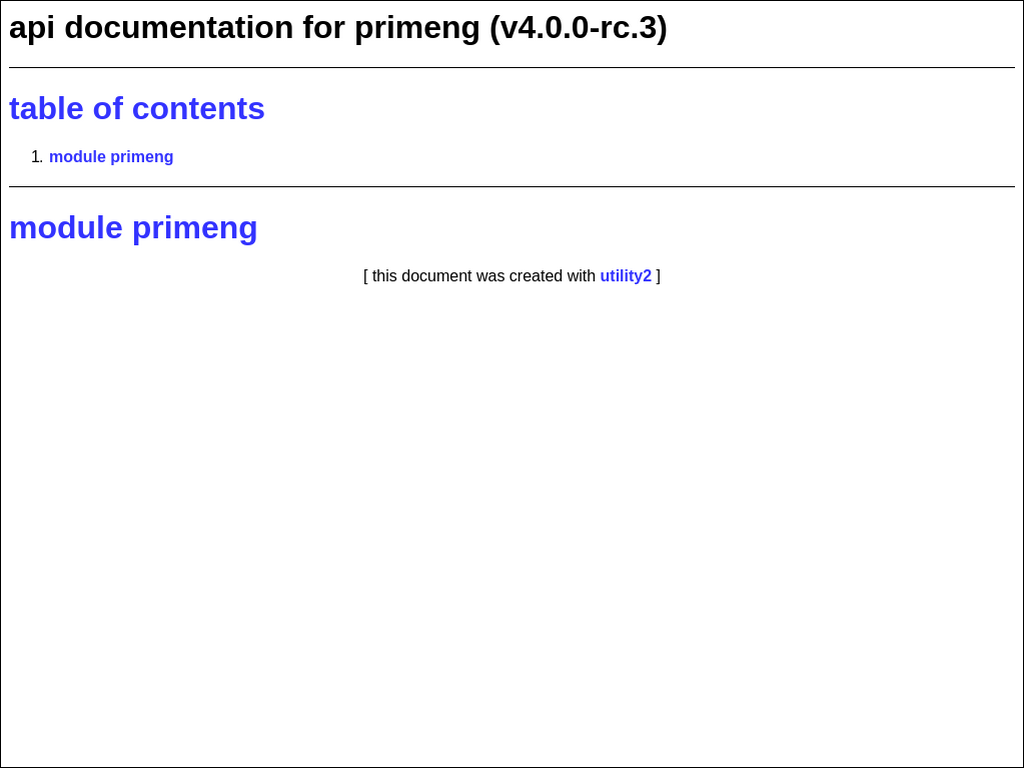 api documentation for primeng (v4.0.0-rc.3)
table of contents
1. module primeng
module primeng
[ this document was created with utility2 ]